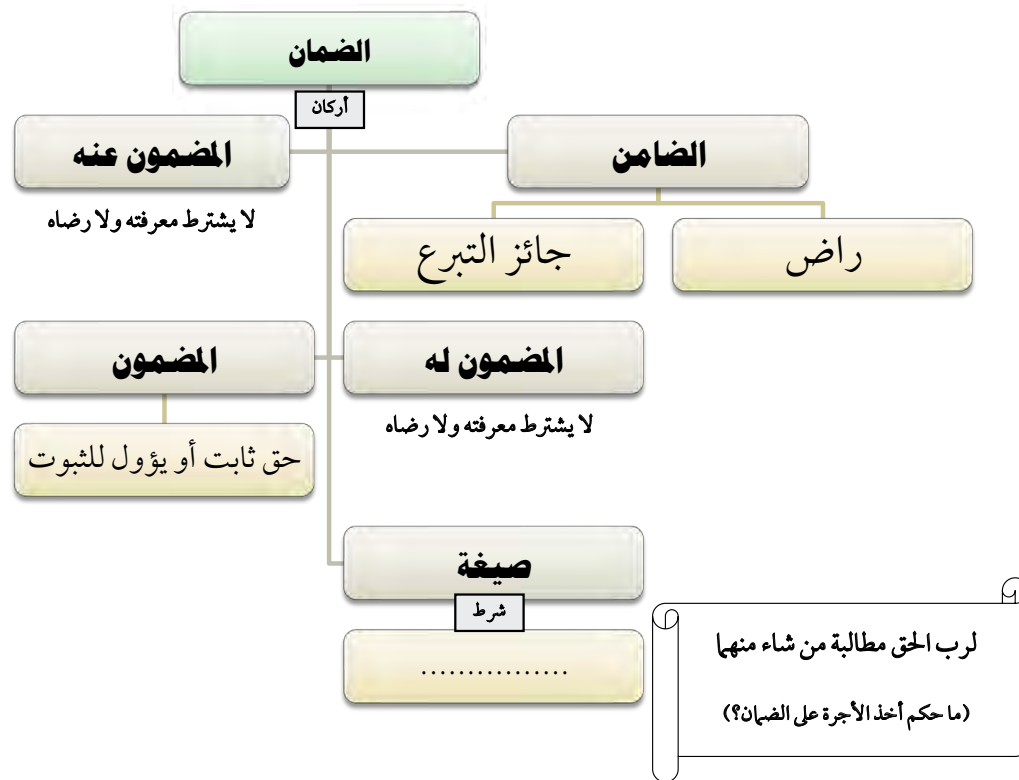 الضمان
أركان
الضامن
المضمون عنه
لا يشترط معرفته ولا رضاه
راض
جائز التبرع
المضمون له
المضمون
لا يشترط معرفته ولا رضاه
حق ثابت أو يؤول للثبوت
صيغة
شرط
................
لرب الحق مطالبة من شاء منهما
(ما حكم أخذ الأجرة على الضمان؟)